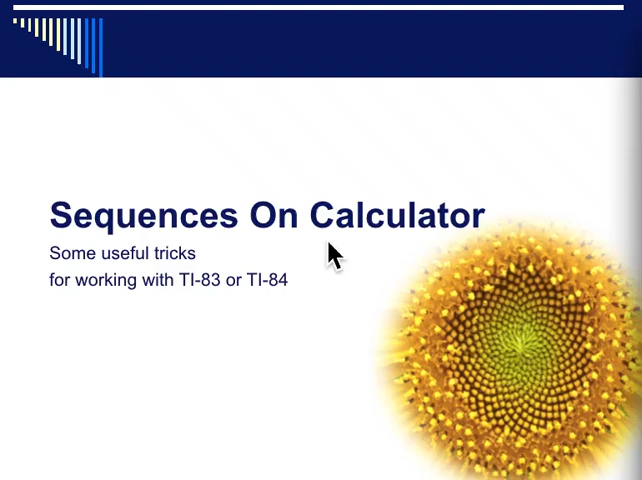 Sequences On Calculator
Some useful tricks
for working with TI-83 or TI-84